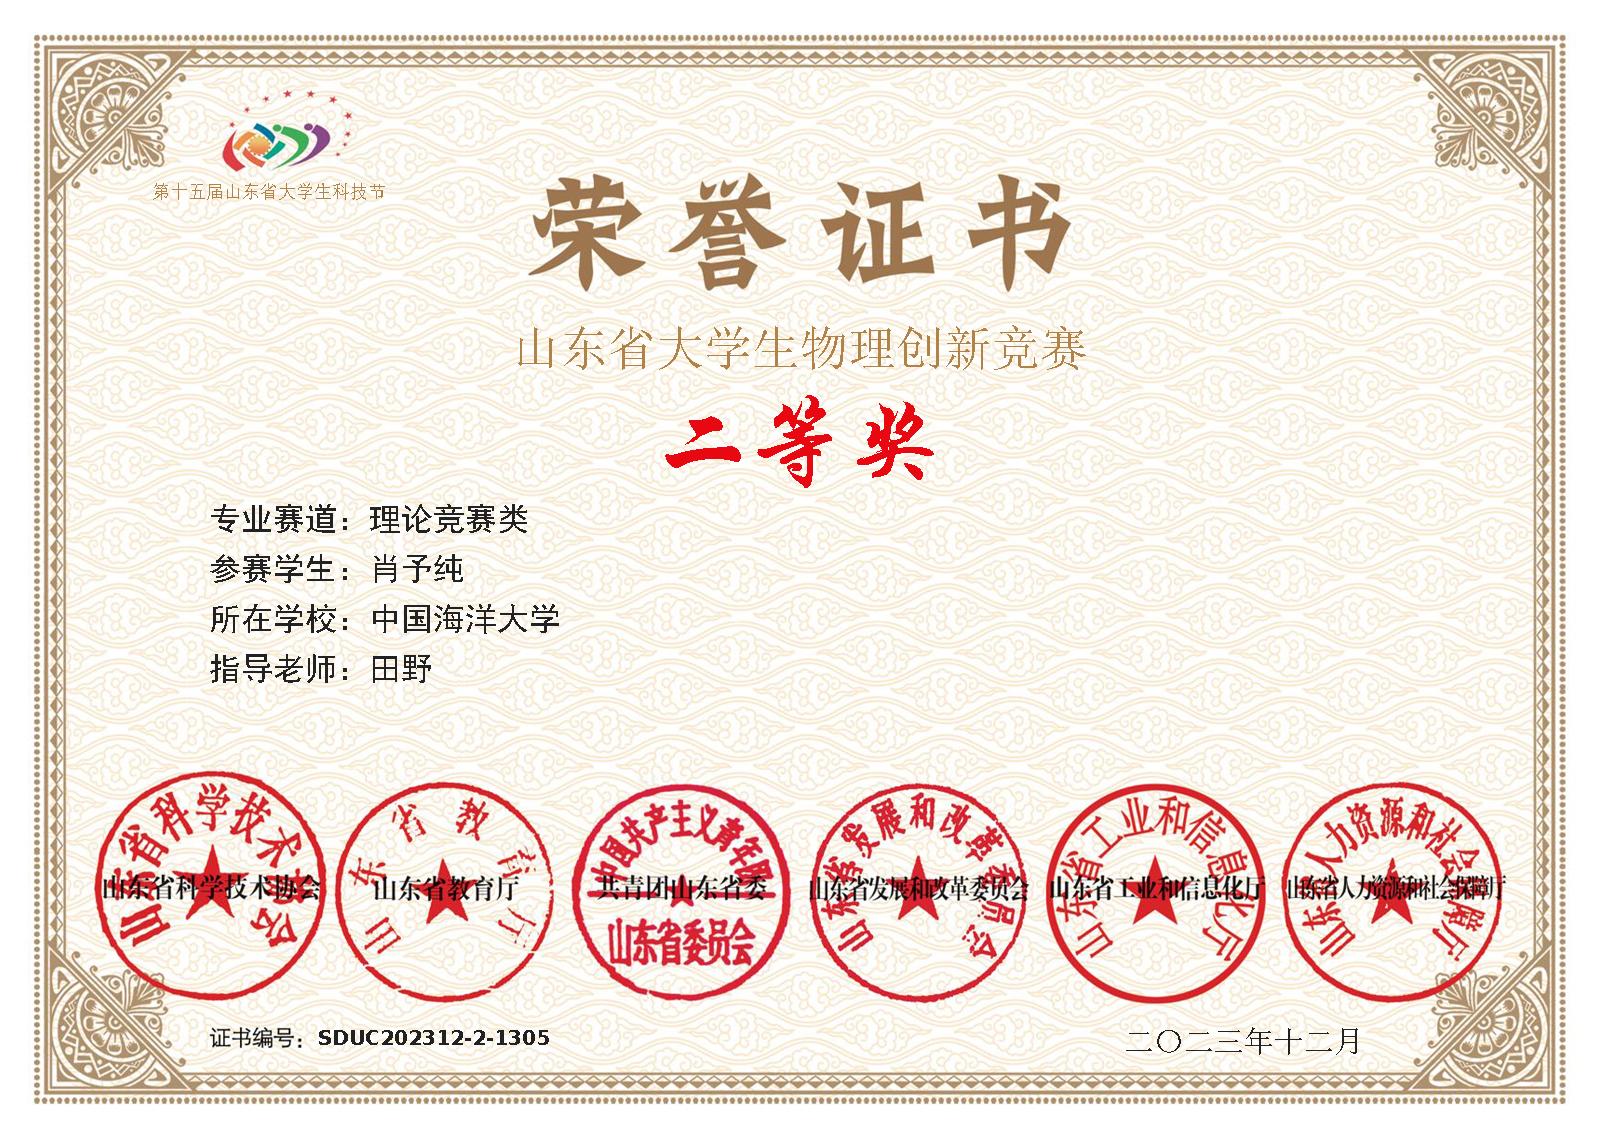 第十五届山东省大学生科技节
荣誉证书
山东省大学生物理创新竞赛
二等奖
专业赛道：理论竞赛类
参赛学生：肖予纯
所在学校：中国海洋大学
指导老师：田野
山东省科学技术协会
山东省科学技术协会
山东省教育厅
山东省教育厅
中国共产主义青年团
共青团山东省委
山东省委员会
山东省发展和改革委员会
山东省发展和改革委员会
山东省工业和信息化厅
山东省工业和信息化厅
山东省人力资源和社会保障厅
山东省人力资源和社会保障厅
证书编号：SDUC202312-2-1305
二〇二三年十二月